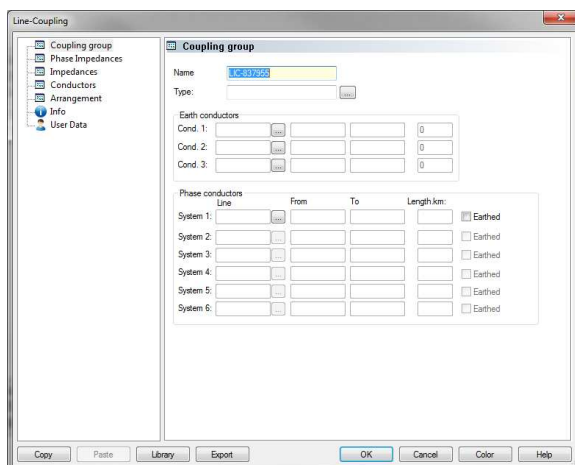 Line-Coupling
Coupling group
Phase Impedances
Impedances
Conductors
Arrangement
Info
User Data
Coupling group
Name LIC-837955
Type: ...
Earth conductors
Cond. 1: ... 0
Cond. 2: ... 0
Cond. 3: ... 0
Phase conductors
Line From To Length.km:
System 1: ... Earthed
System 2: ... Earthed
System 3: ... Earthed
System 4: ... Earthed
System 5: ... Earthed
System 6: ... Earthed
Copy Paste Library Export OK Cancel Color Help